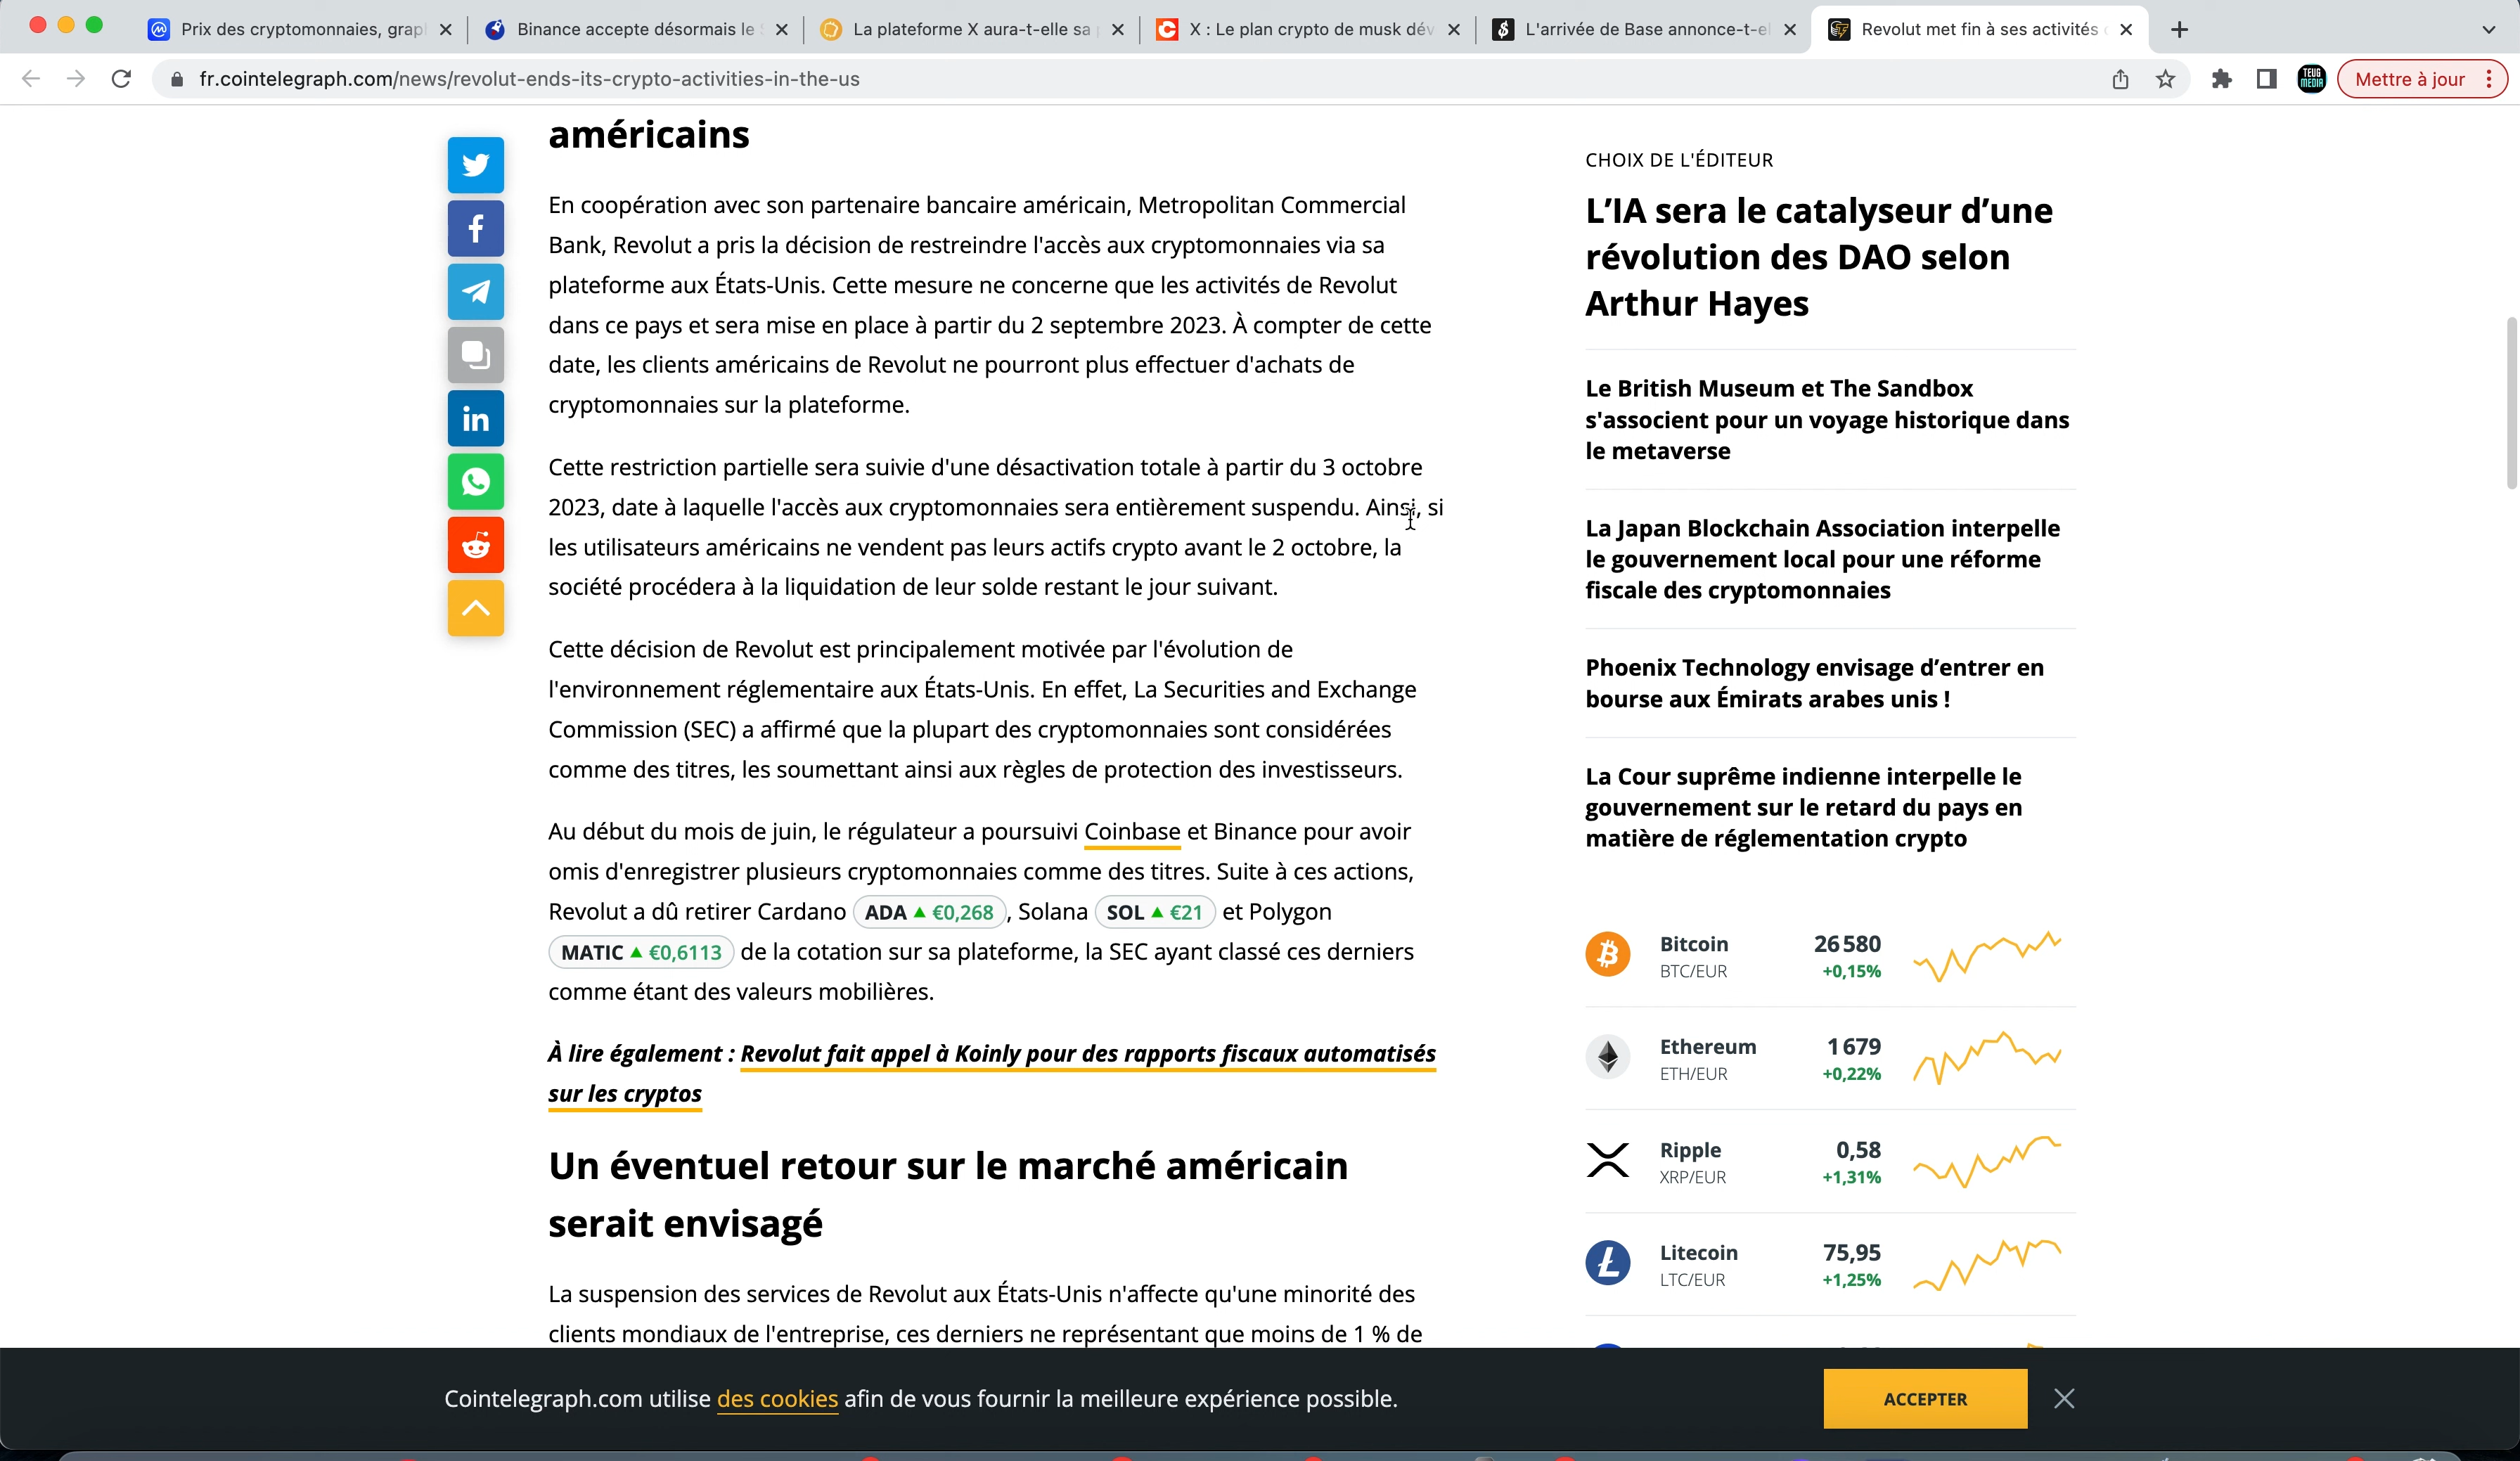 Prix des cryptomonnaies, grap
Binance accepte désormais le
La plateforme X aura-t-elle sa
X : Le plan crypto de musk dév
L'arrivée de Base annonce-t-el
Revolut met fin à ses activités
fr.cointelegraph.com/news/revolut-ends-its-crypto-activities-in-the-us
TEUG
MEDIA
Mettre à jour
américains
En coopération avec son partenaire bancaire américain, Metropolitan Commercial
Bank, Revolut a pris la décision de restreindre l'accès aux cryptomonnaies via sa
plateforme aux États-Unis. Cette mesure ne concerne que les activités de Revolut
dans ce pays et sera mise en place à partir du 2 septembre 2023. À compter de cette
date, les clients américains de Revolut ne pourront plus effectuer d'achats de
cryptomonnaies sur la plateforme.
Cette restriction partielle sera suivie d'une désactivation totale à partir du 3 octobre
2023, date à laquelle l'accès aux cryptomonnaies sera entièrement suspendu. Ainsi, si
les utilisateurs américains ne vendent pas leurs actifs crypto avant le 2 octobre, la
société procédera à la liquidation de leur solde restant le jour suivant.
Cette décision de Revolut est principalement motivée par l'évolution de
l'environnement réglementaire aux États-Unis. En effet, La Securities and Exchange
Commission (SEC) a affirmé que la plupart des cryptomonnaies sont considérées
comme des titres, les soumettant ainsi aux règles de protection des investisseurs.
Au début du mois de juin, le régulateur a poursuivi Coinbase et Binance pour avoir
omis d'enregistrer plusieurs cryptomonnaies comme des titres. Suite à ces actions,
Revolut a dû retirer Cardano ADA ▲ €0,268 , Solana SOL ▲ €21 et Polygon
MATIC ▲ €0,6113 de la cotation sur sa plateforme, la SEC ayant classé ces derniers
comme étant des valeurs mobilières.
À lire également : Revolut fait appel à Koinly pour des rapports fiscaux automatisés
sur les cryptos
Un éventuel retour sur le marché américain
serait envisagé
La suspension des services de Revolut aux États-Unis n'affecte qu'une minorité des
clients mondiaux de l'entreprise, ces derniers ne représentant que moins de 1 % de
CHOIX DE L'ÉDITEUR
L’IA sera le catalyseur d’une
révolution des DAO selon
Arthur Hayes
Le British Museum et The Sandbox
s'associent pour un voyage historique dans
le metaverse
La Japan Blockchain Association interpelle
le gouvernement local pour une réforme
fiscale des cryptomonnaies
Phoenix Technology envisage d’entrer en
bourse aux Émirats arabes unis !
La Cour suprême indienne interpelle le
gouvernement sur le retard du pays en
matière de réglementation crypto
Bitcoin 26 580
BTC/EUR +0,15%
Ethereum 1 679
ETH/EUR +0,22%
Ripple 0,58
XRP/EUR +1,31%
Litecoin 75,95
LTC/EUR +1,25%
Cointelegraph.com utilise des cookies afin de vous fournir la meilleure expérience possible.
ACCEPTER